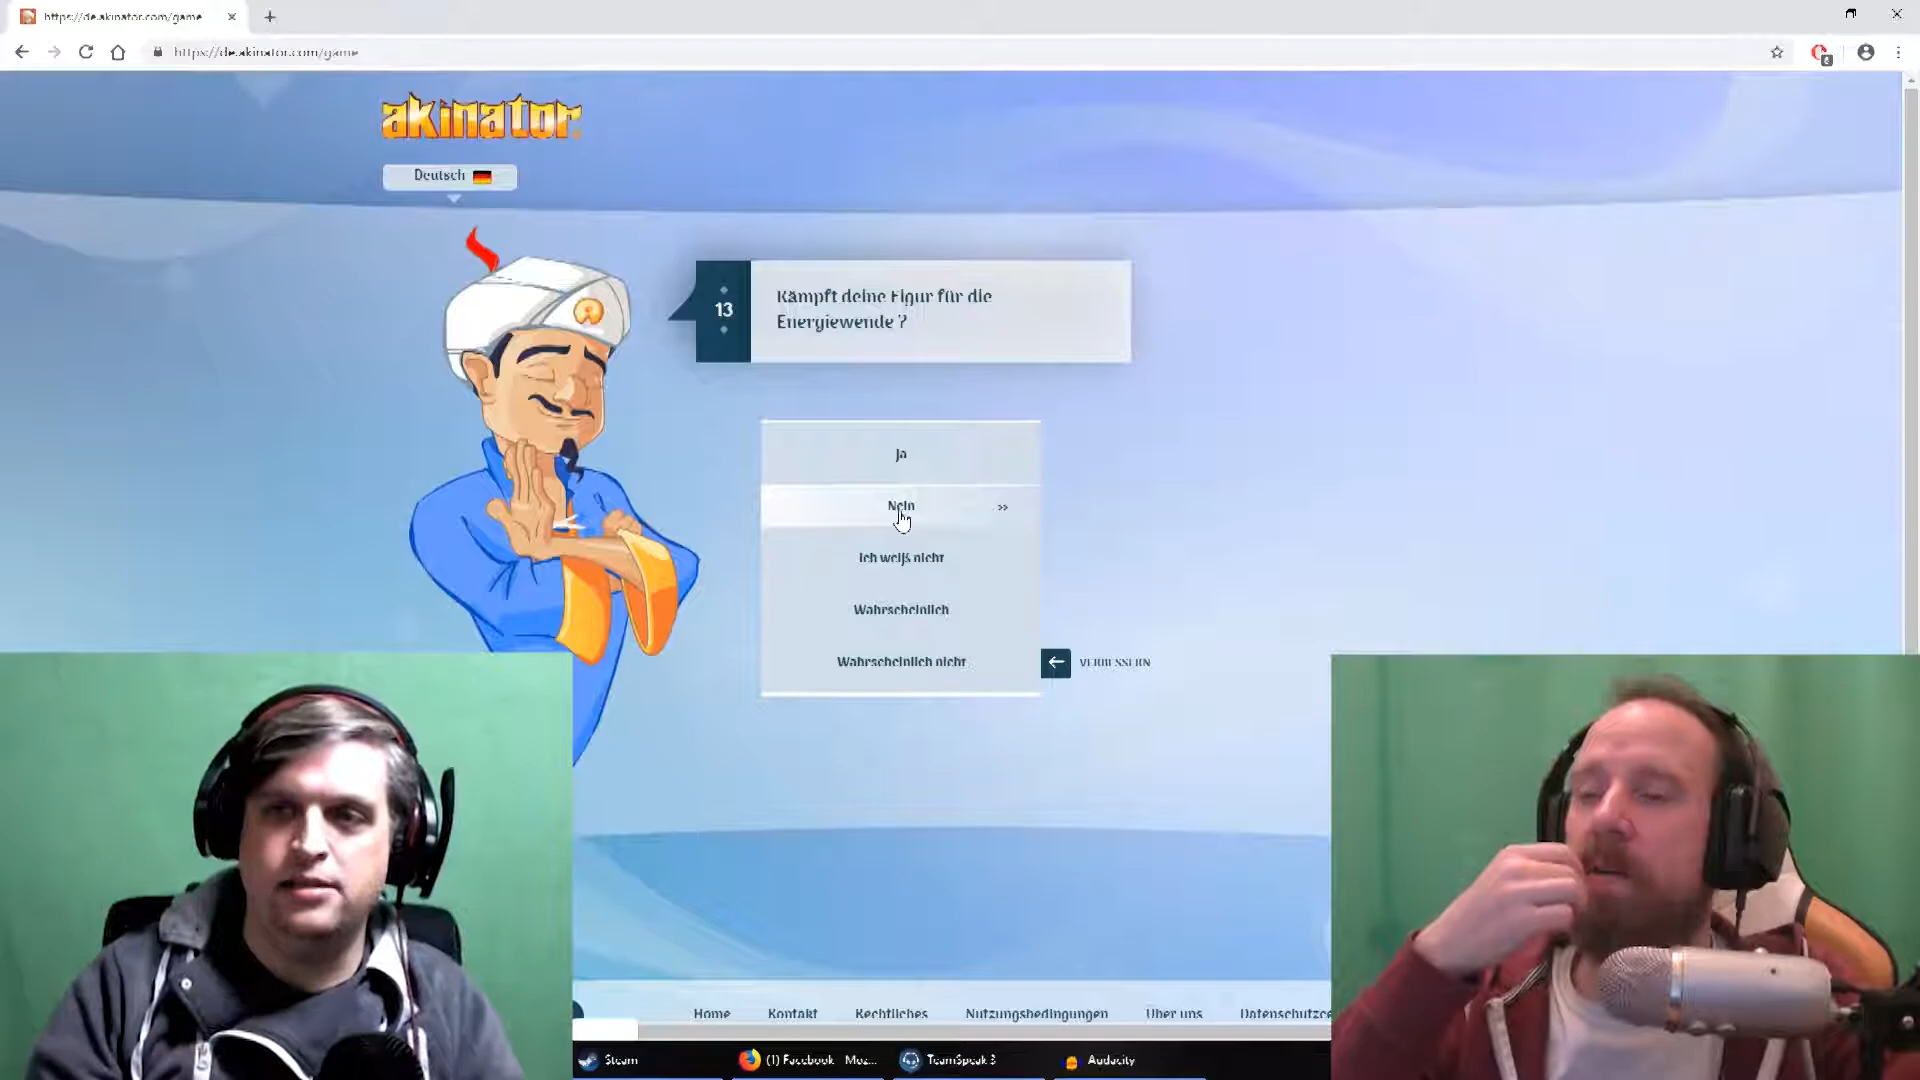 https://de.akinator.com/game
https://de.akinator.com/game
akinator
Deutsch
13
Kämpft deine Figur für die
Energiewende ?
Ja
Nein >>
Ich weiß nicht
Wahrscheinlich
Wahrscheinlich nicht
VERBESSERN
Home Kontakt Rechtliches Nutzungsbedingungen Über uns
Steam (1) Facebook - Moz... TeamSpeak 3 Audacity